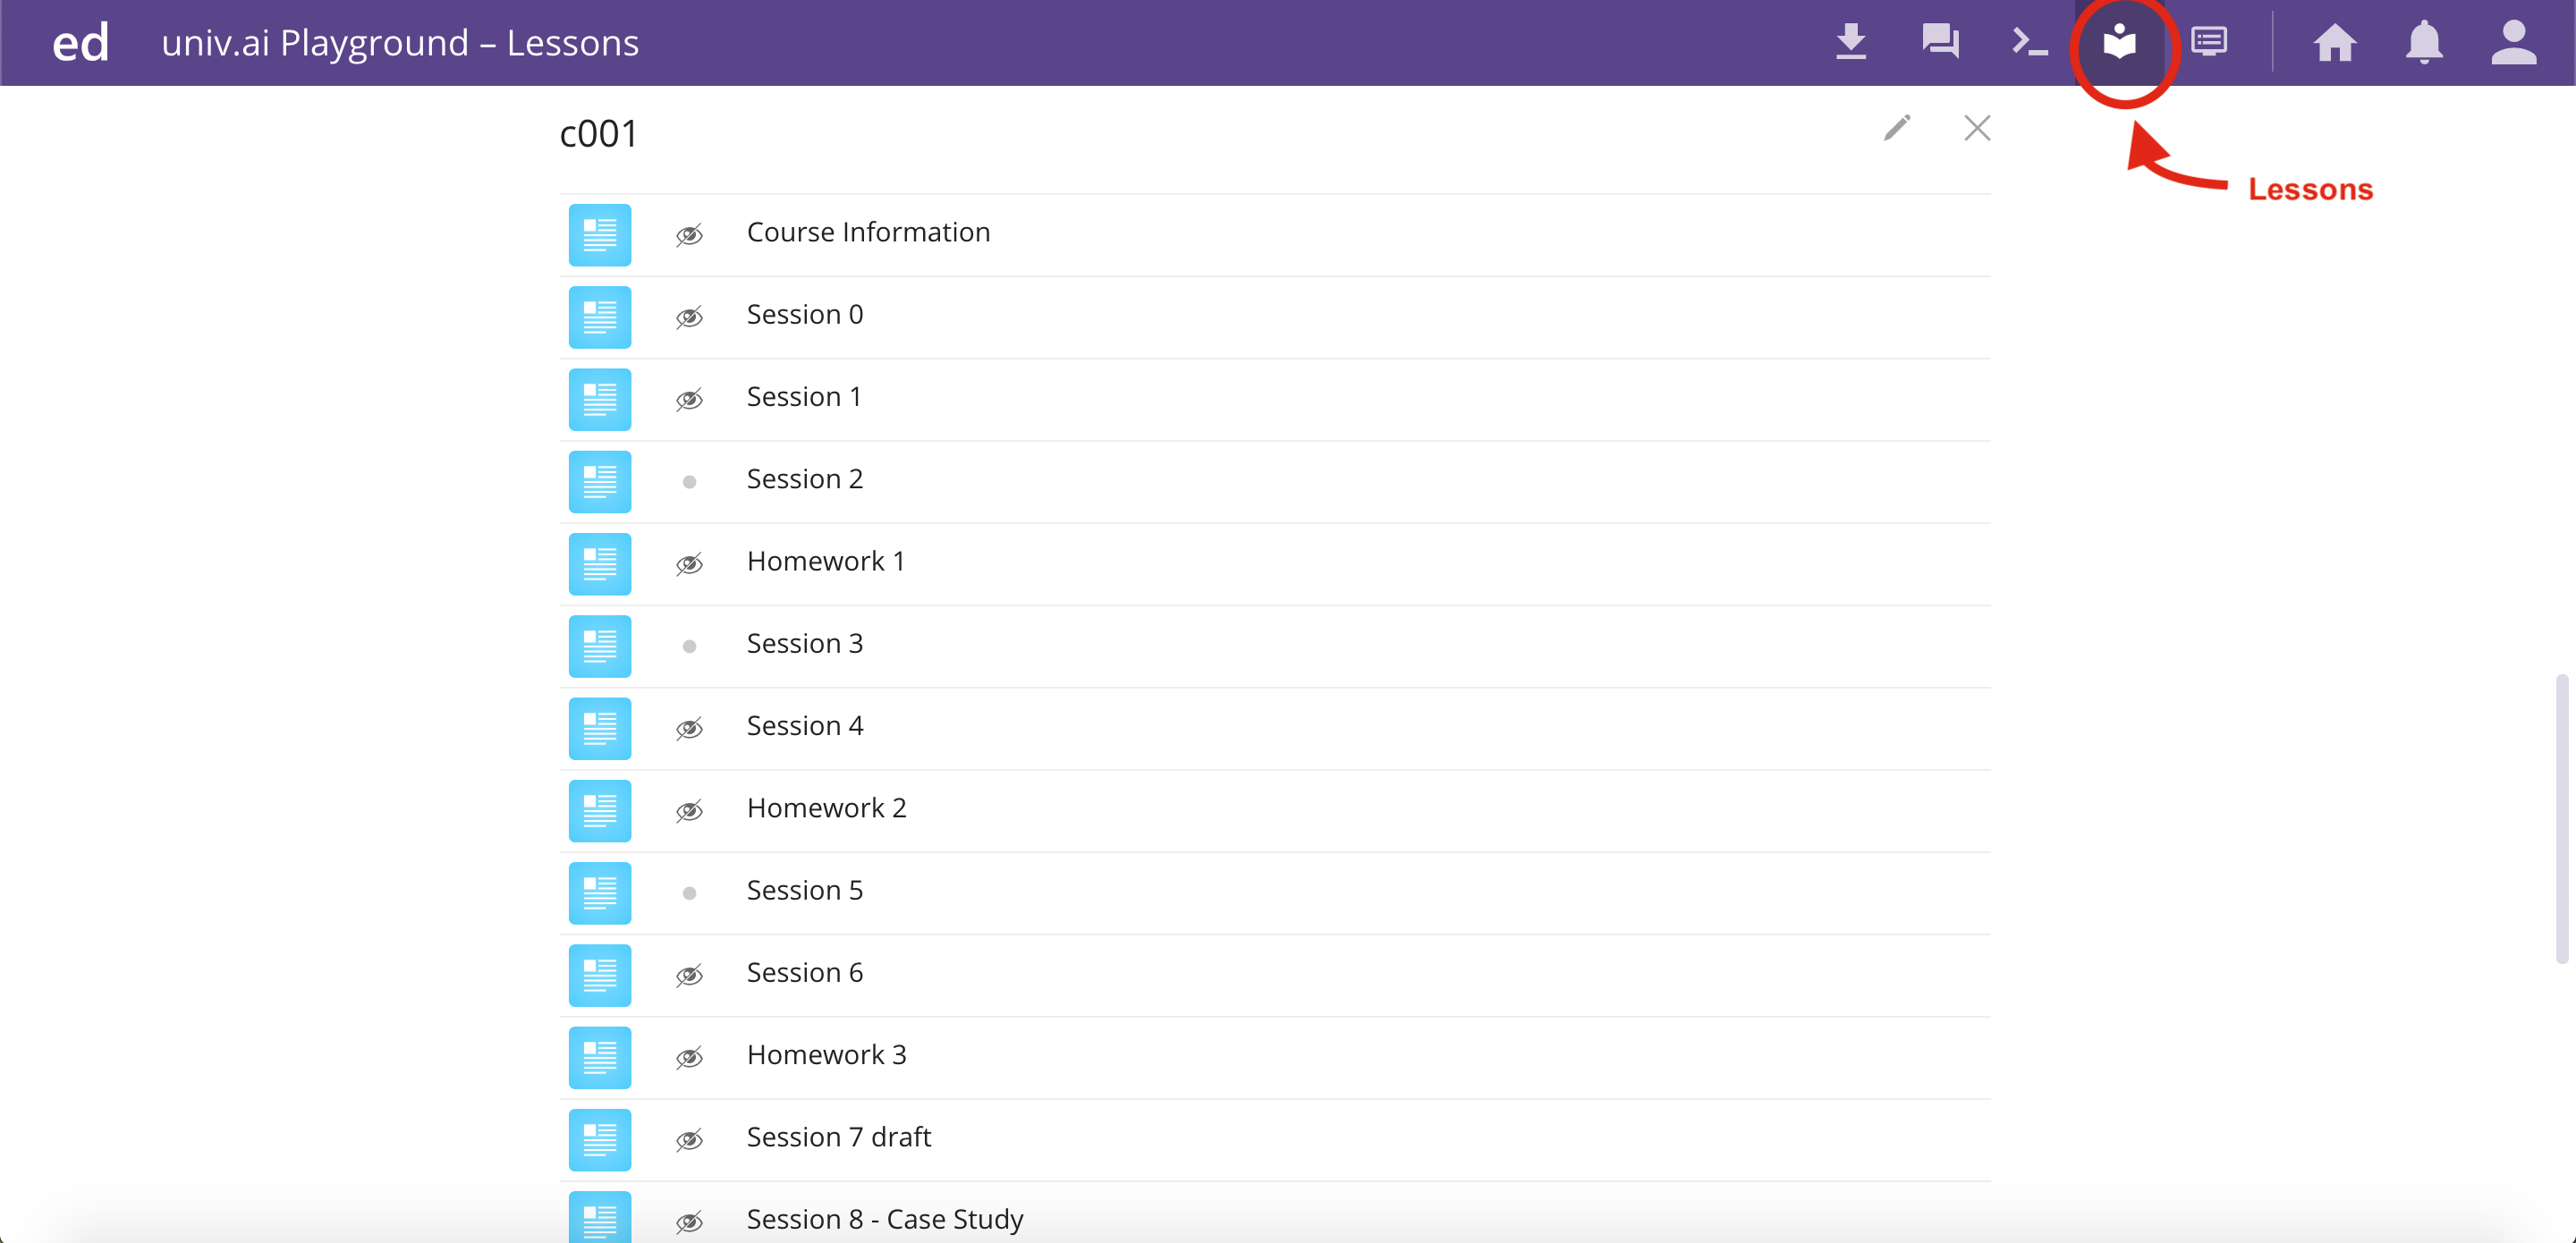 ed univ.ai Playground – Lessons
c001
Lessons
Course Information
Session 0
Session 1
Session 2
Homework 1
Session 3
Session 4
Homework 2
Session 5
Session 6
Homework 3
Session 7 draft
Session 8 - Case Study